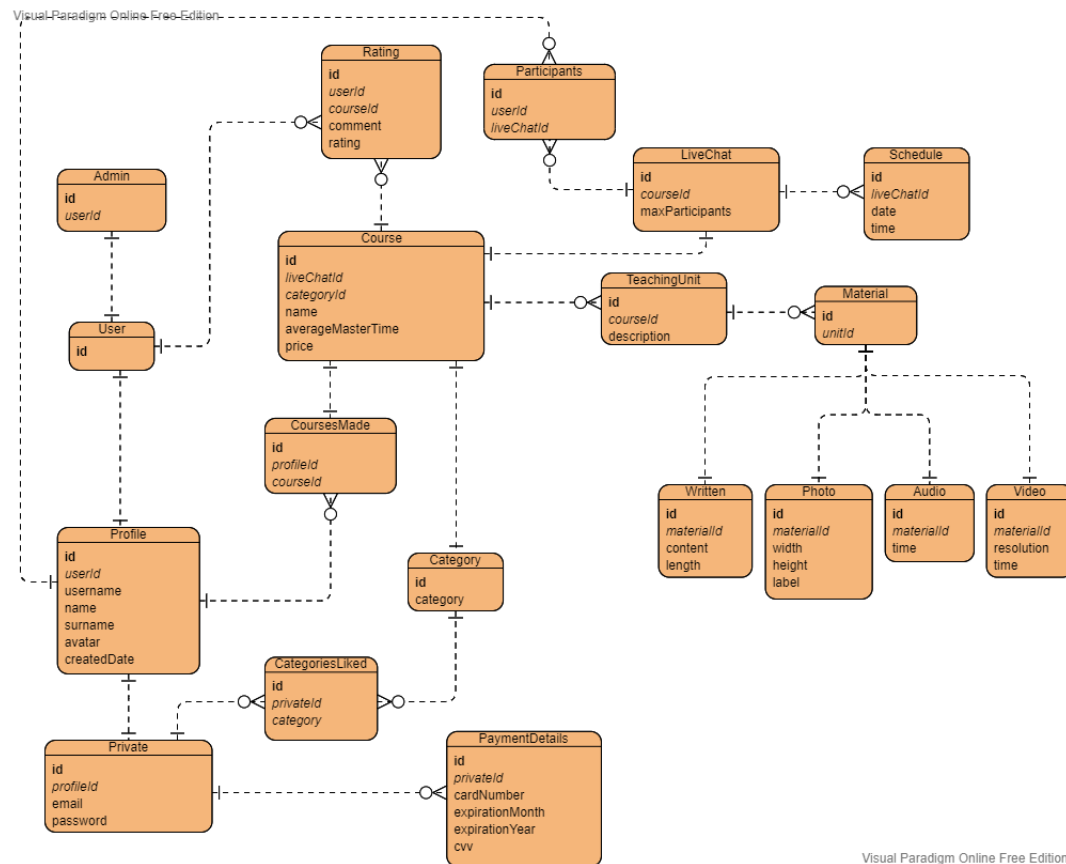 Visual Paradigm Online Free Edition
Rating
id
userId
courseId
comment
rating
Participants
id
userId
liveChatId
LiveChat
id
courseId
maxParticipants
Schedule
id
liveChatId
date
time
Admin
id
userId
Course
id
liveChatId
categoryId
name
averageMasterTime
price
TeachingUnit
id
courseId
description
Material
id
unitId
User
id
CoursesMade
id
profileId
courseId
Written
id
materialId
content
length
Photo
id
materialId
width
height
label
Audio
id
materialId
time
Video
id
materialId
resolution
time
Profile
id
userId
username
name
surname
avatar
createdDate
Category
id
category
CategoriesLiked
id
privateId
category
Private
id
profileId
email
password
PaymentDetails
id
privateId
cardNumber
expirationMonth
expirationYear
cvv
Visual Paradigm Online Free Edition